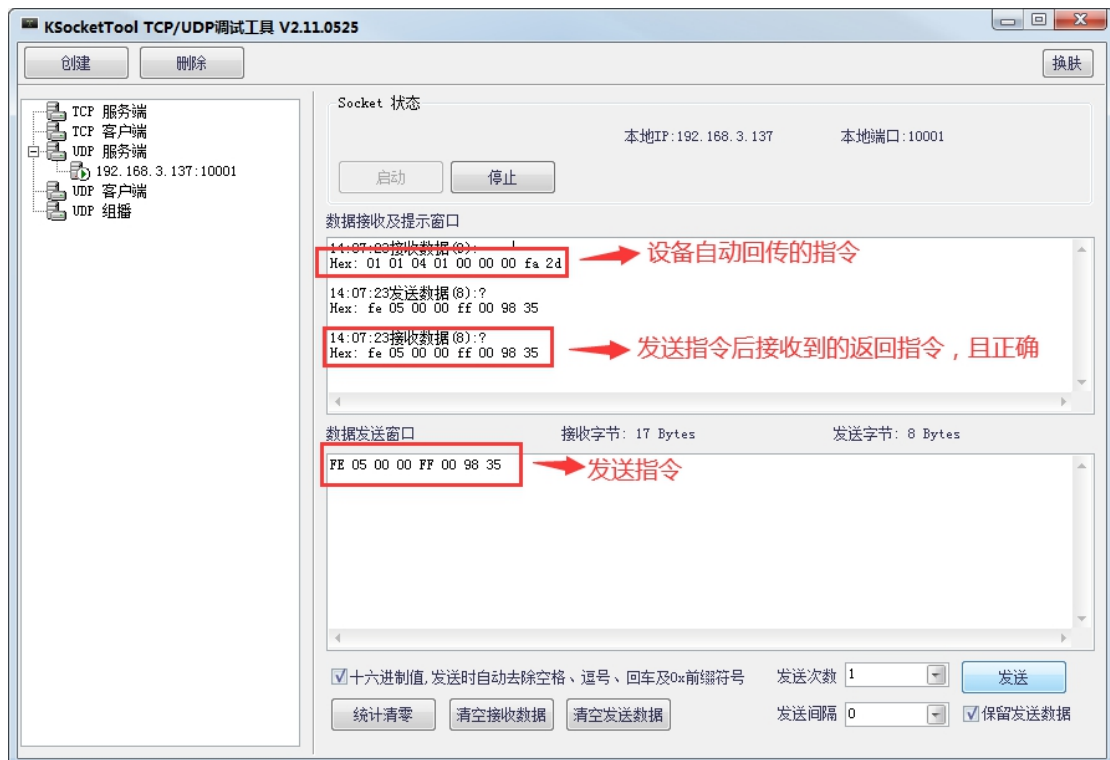 KSocketTool TCP/UDP调试工具 V2.11.0525
创建 删除 换肤
TCP 服务端
TCP 客户端
UDP 服务端
192.168.3.137:10001
UDP 客户端
UDP 组播
Socket 状态
本地IP:192.168.3.137 本地端口:10001
启动 停止
数据接收及提示窗口
14:07:23接收数据(9):
Hex: 01 01 04 01 00 00 00 fa 2d
设备自动回传的指令
14:07:23发送数据(8):?
Hex: fe 05 00 00 ff 00 98 35
14:07:23接收数据(8):?
Hex: fe 05 00 00 ff 00 98 35
发送指令后接收到的返回指令，且正确
数据发送窗口 接收字节: 17 Bytes 发送字节: 8 Bytes
FE 05 00 00 FF 00 98 35
发送指令
十六进制值,发送时自动去除空格、逗号、回车及0x前缀符号
发送次数 1 发送
统计清零 清空接收数据 清空发送数据
发送间隔 0 保留发送数据